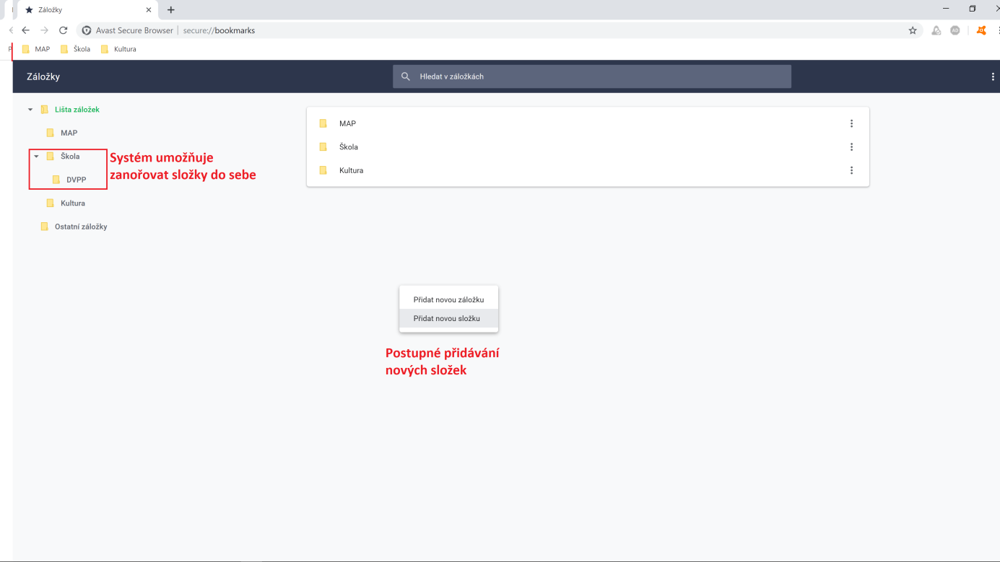 Záložky
Avast Secure Browser
secure://bookmarks
MAP
Škola
Kultura
Záložky
Hledat v záložkách
Lišta záložek
MAP
Škola
DVPP
Kultura
Ostatní záložky
Systém umožňuje
zanořovat složky do sebe
MAP
Škola
Kultura
Přidat novou záložku
Přidat novou složku
Postupné přidávání
nových složek